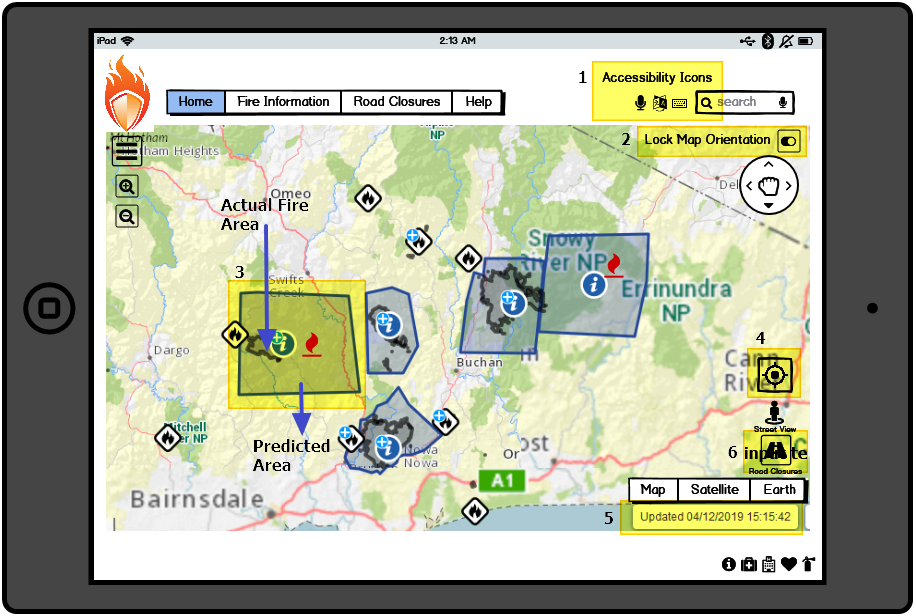 iPad
2:13 AM
1
Accessibility Icons
Home
Fire Information
Road Closures
Help
search
2
Lock Map Orientation
NP
Mt Hotham
Hotham Heights
Omeo
Actual Fire
Area
3
Swifts
Creek
Snowy
River NP
Errinundra
NP
Dargo
Buchan
4
Cann
River
Street View
Mitchell
River NP
Predicted
Area
Nowa
Nowa
Or
ost
6
Road Closures
A1
Map
Satellite
Earth
Bairnsdale
5
Updated 04/12/2019 15:15:42